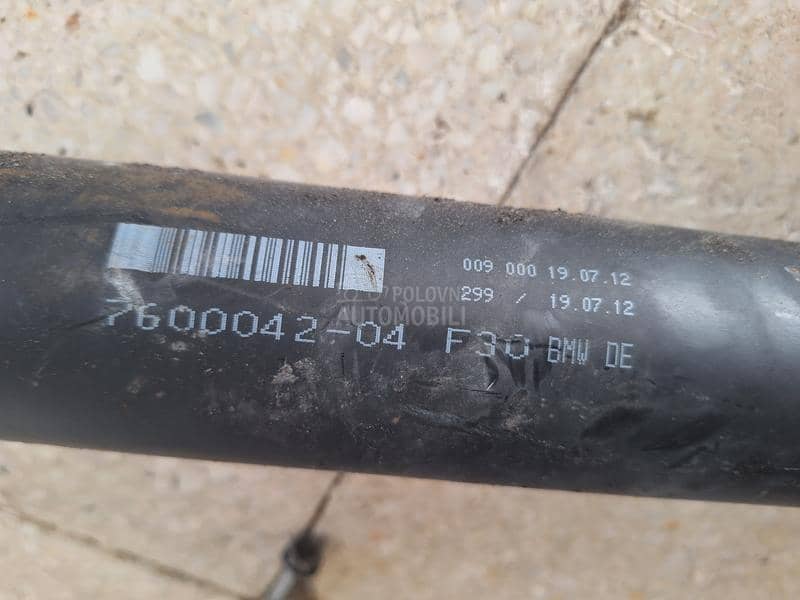 009 000 19.07.12
299 / 19.07.12
POLOVNI
AUTOMOBILI
7600042-04 F30 BMW DE